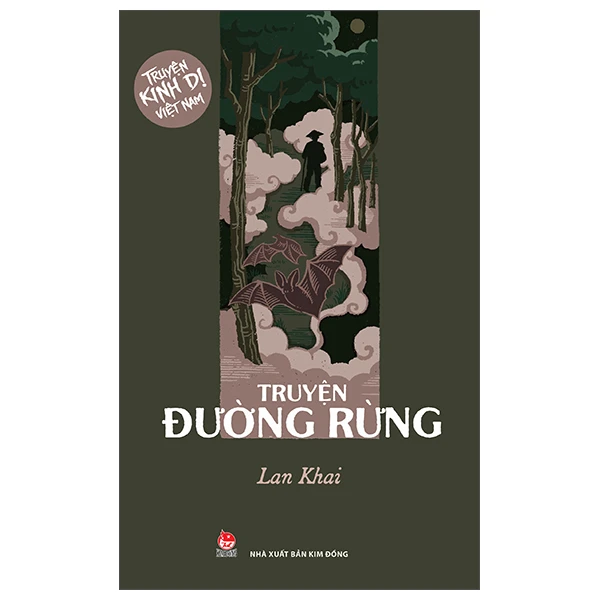 TRUYỆN
KINH DỊ
VIỆT NAM
TRUYỆN
ĐƯỜNG RỪNG
Lan Khai
NHÀ XUẤT BẢN KIM ĐỒNG